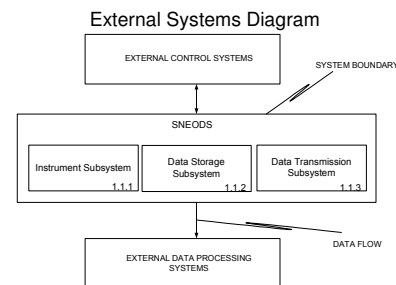 External Systems Diagram
EXTERNAL CONTROL SYSTEMS
SYSTEM BOUNDARY
SNEODS
Instrument Subsystem
1.1.1
Data Storage
Subsystem
1.1.2
Data Transmission
Subsystem
1.1.3
DATA FLOW
EXTERNAL DATA PROCESSING
SYSTEMS